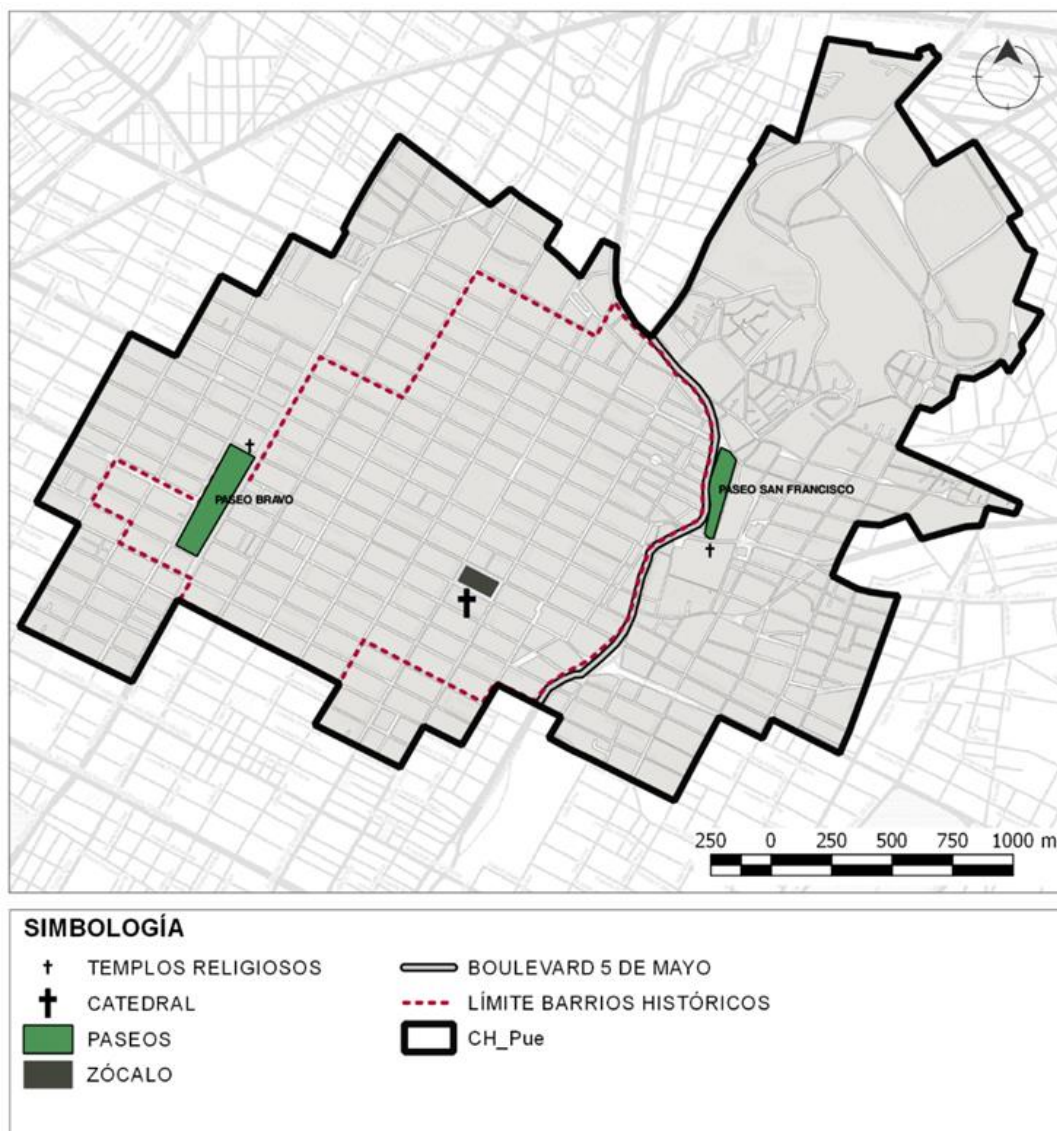 PASEO BRAVO
PASEO SAN FRANCISCO
250 0 250 500 750 1000 m
SIMBOLOGÍA
TEMPLOS RELIGIOSOS
CATEDRAL
PASEOS
ZÓCALO
BOULEVARD 5 DE MAYO
LÍMITE BARRIOS HISTÓRICOS
CH_Pue